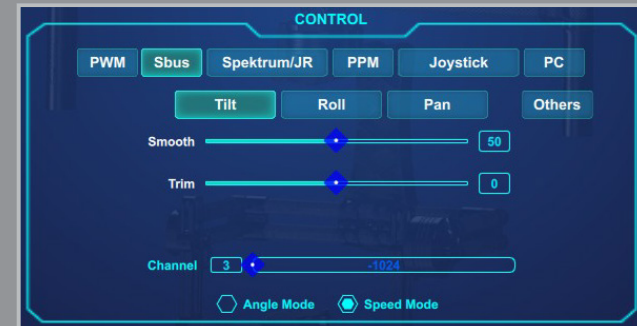 CONTROL
PWM Sbus Spektrum/JR PPM Joystick PC
Tilt Roll Pan Others
Smooth 50
Trim 0
Channel 3 -1024
Angle Mode Speed Mode